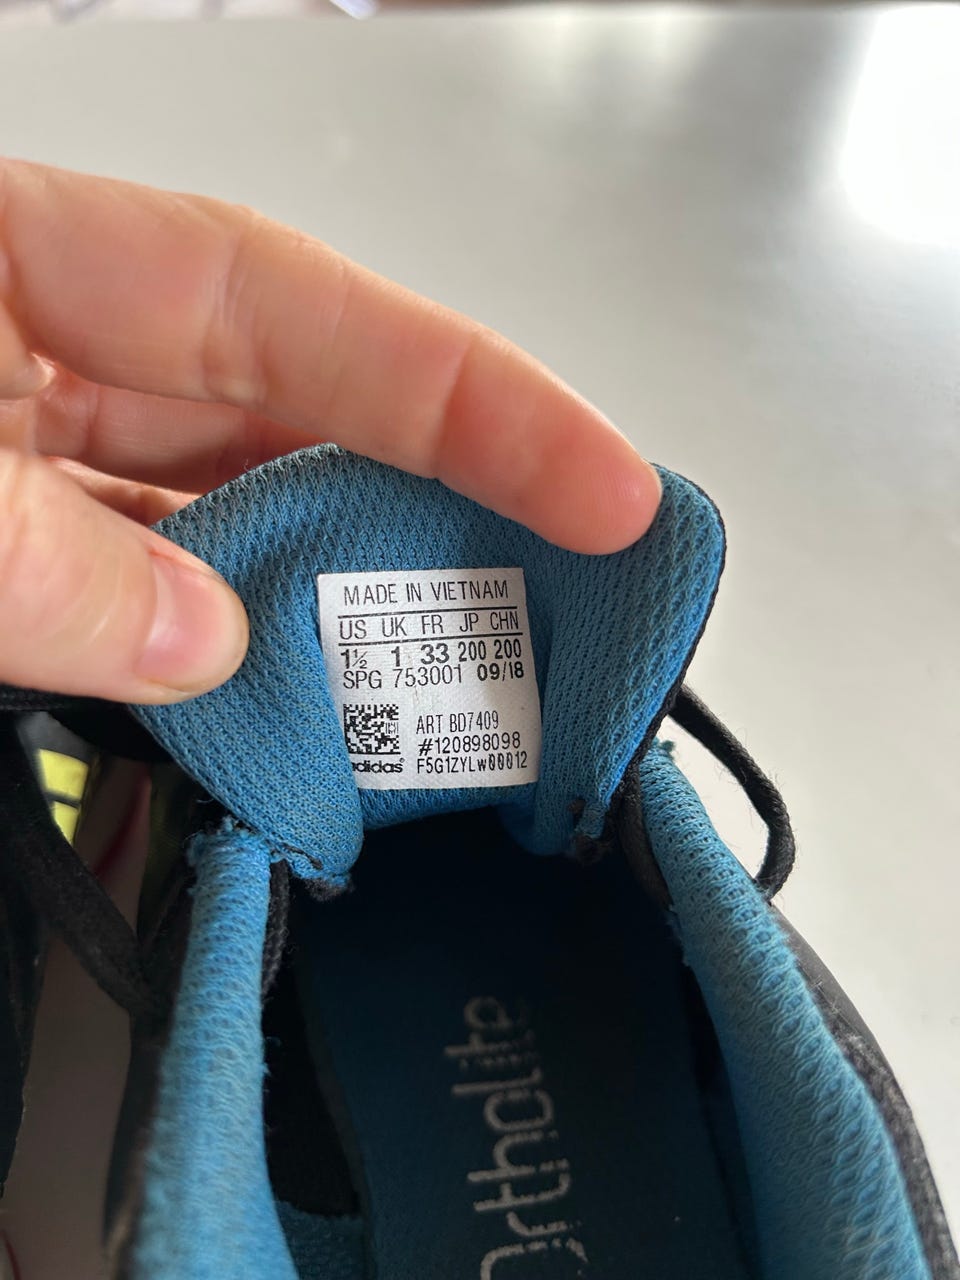 MADE IN VIETNAM
US UK FR JP CHN
1½ 1 33 200 200
SPG 753001 09/18
ART BD7409
#120898098
adidas® F5G1ZYLw00012
Ortholite